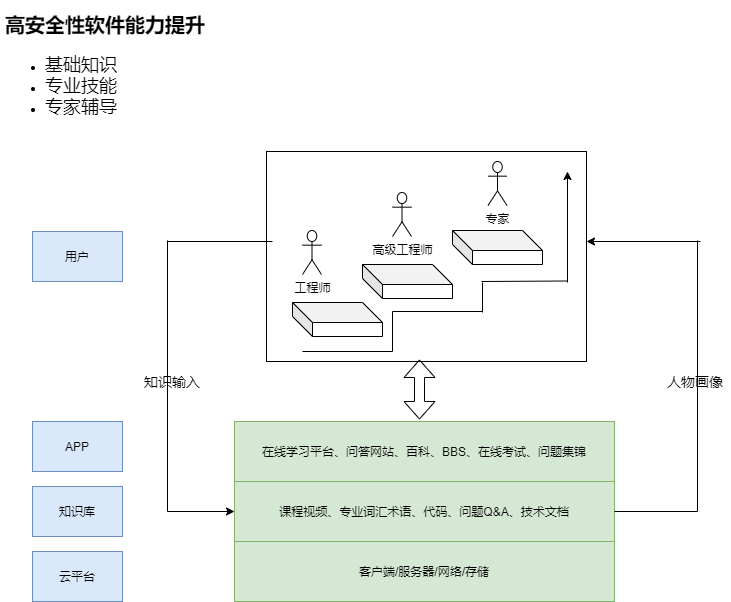 高安全性软件能力提升
基础知识
专业技能
专家辅导
专家
高级工程师
用户
工程师
知识输入
人物画像
APP
在线学习平台、问答网站、百科、BBS、在线考试、问题集锦
知识库
课程视频、专业词汇术语、代码、问题Q&A、技术文档
云平台
客户端/服务器/网络/存储